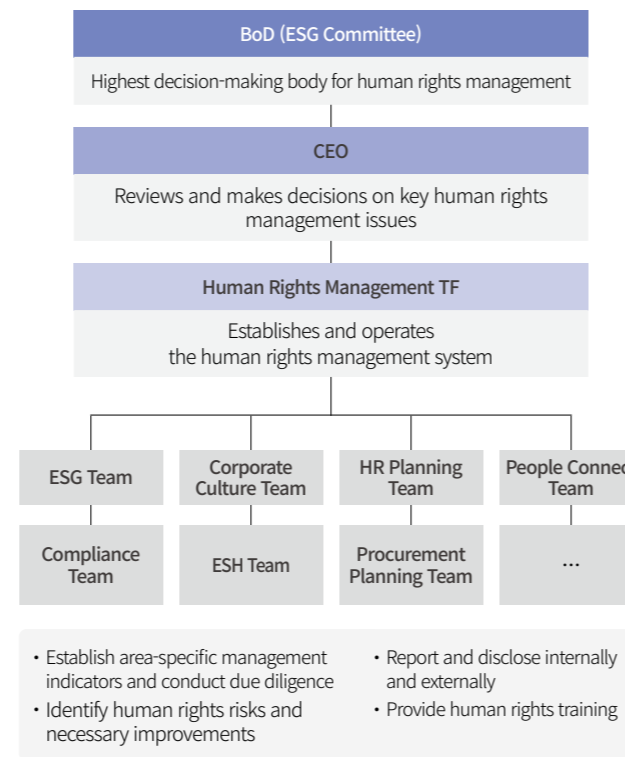 BoD (ESG Committee)
Highest decision-making body for human rights management
CEO
Reviews and makes decisions on key human rights
management issues
Human Rights Management TF
Establishes and operates
the human rights management system
ESG Team
Corporate
Culture Team
HR Planning
Team
People Connec
Team
Compliance
Team
ESH Team
Procurement
Planning Team
...
• Establish area-specific management
indicators and conduct due diligence
• Identify human rights risks and
necessary improvements
• Report and disclose internally
and externally
• Provide human rights training